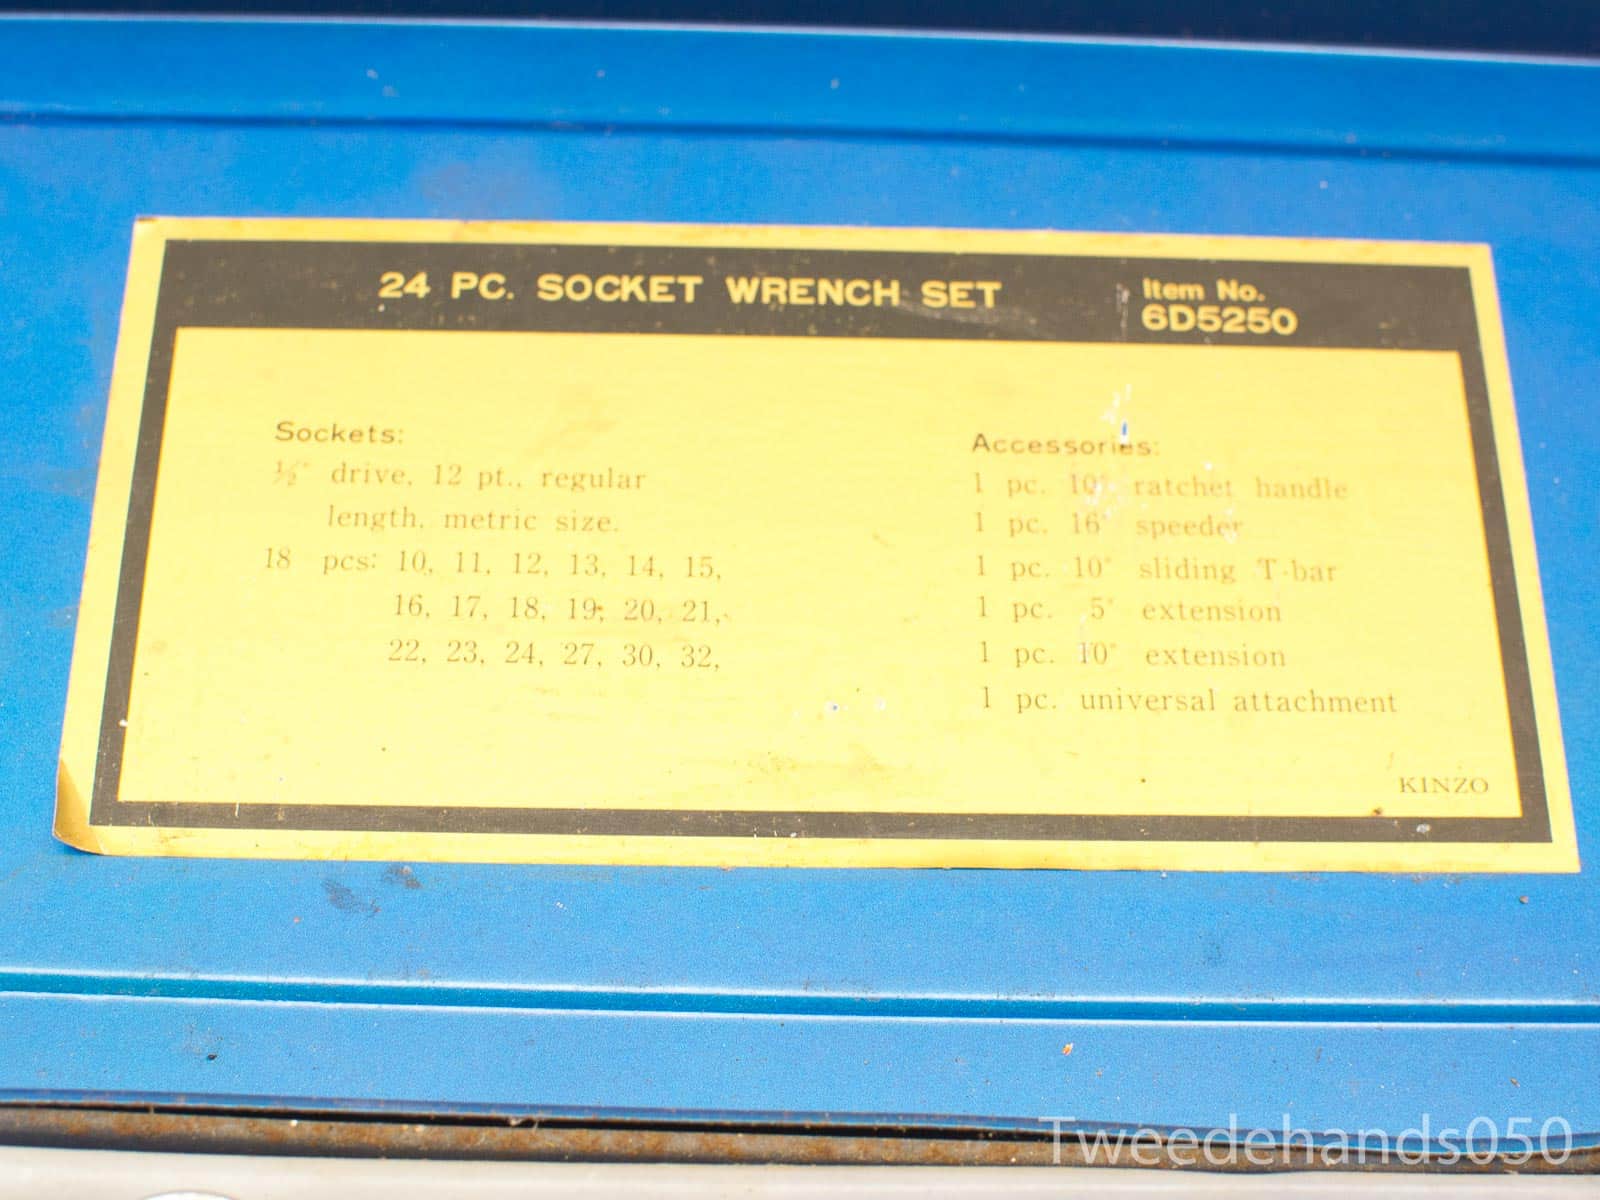 24 PC. SOCKET WRENCH SET
Item No.
6D5250
Sockets:
½" drive, 12 pt., regular
length, metric size.
18 pcs: 10, 11, 12, 13, 14, 15,
16, 17, 18, 19, 20, 21,
22, 23, 24, 27, 30, 32,
Accessories:
1 pc. 10" ratchet handle
1 pc. 16" speeder
1 pc. 10" sliding T-bar
1 pc. 5" extension
1 pc. 10" extension
1 pc. universal attachment
KINZO
Tweedehands050